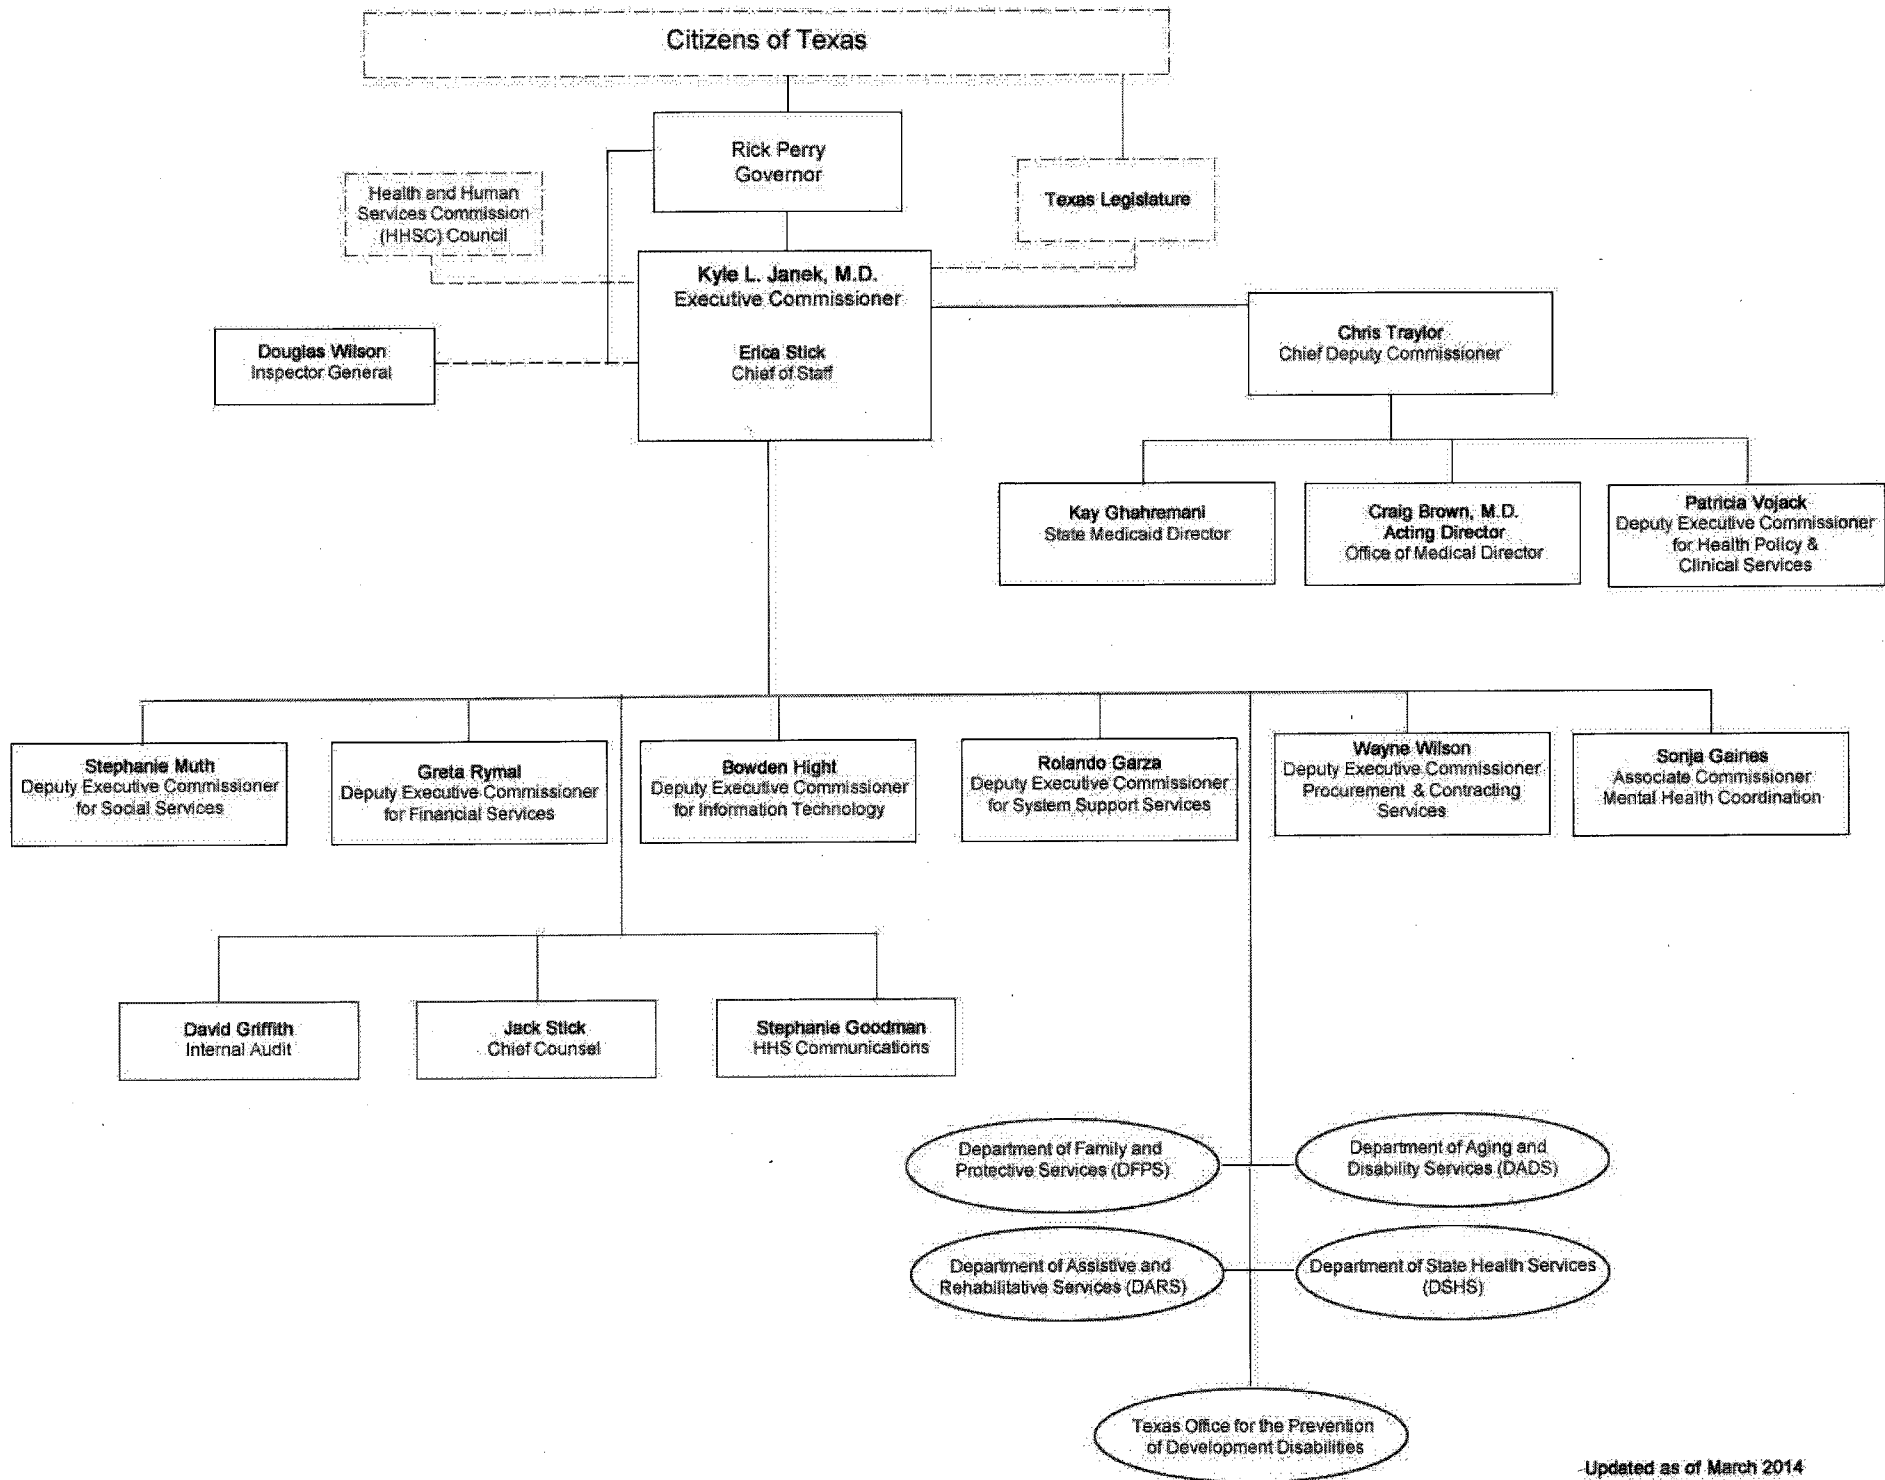 Citizens of Texas
Rick Perry
Governor
Health and Human
Services Commission
(HHSC) Council
Texas Legislature
Kyle L. Janek, M.D.
Executive Commissioner
Erica Stick
Chief of Staff
Douglas Wilson
Inspector General
Chris Traylor
Chief Deputy Commissioner
Kay Ghahremani
State Medicaid Director
Craig Brown, M.D.
Acting Director
Office of Medical Director
Patricia Vojack
Deputy Executive Commissioner
for Health Policy &
Clinical Services
Stephanie Muth
Deputy Executive Commissioner
for Social Services
Greta Rymal
Deputy Executive Commissioner
for Financial Services
Bowden Hight
Deputy Executive Commissioner
for Information Technology
Rolando Garza
Deputy Executive Commissioner
for System Support Services
Wayne Wilson
Deputy Executive Commissioner
Procurement & Contracting
Services
Sonja Gaines
Associate Commissioner
Mental Health Coordination
David Griffith
Internal Audit
Jack Stick
Chief Counsel
Stephanie Goodman
HHS Communications
Department of Family and
Protective Services (DFPS)
Department of Aging and
Disability Services (DADS)
Department of Assistive and
Rehabilitative Services (DARS)
Department of State Health Services
(DSHS)
Texas Office for the Prevention
of Development Disabilities
Updated as of March 2014